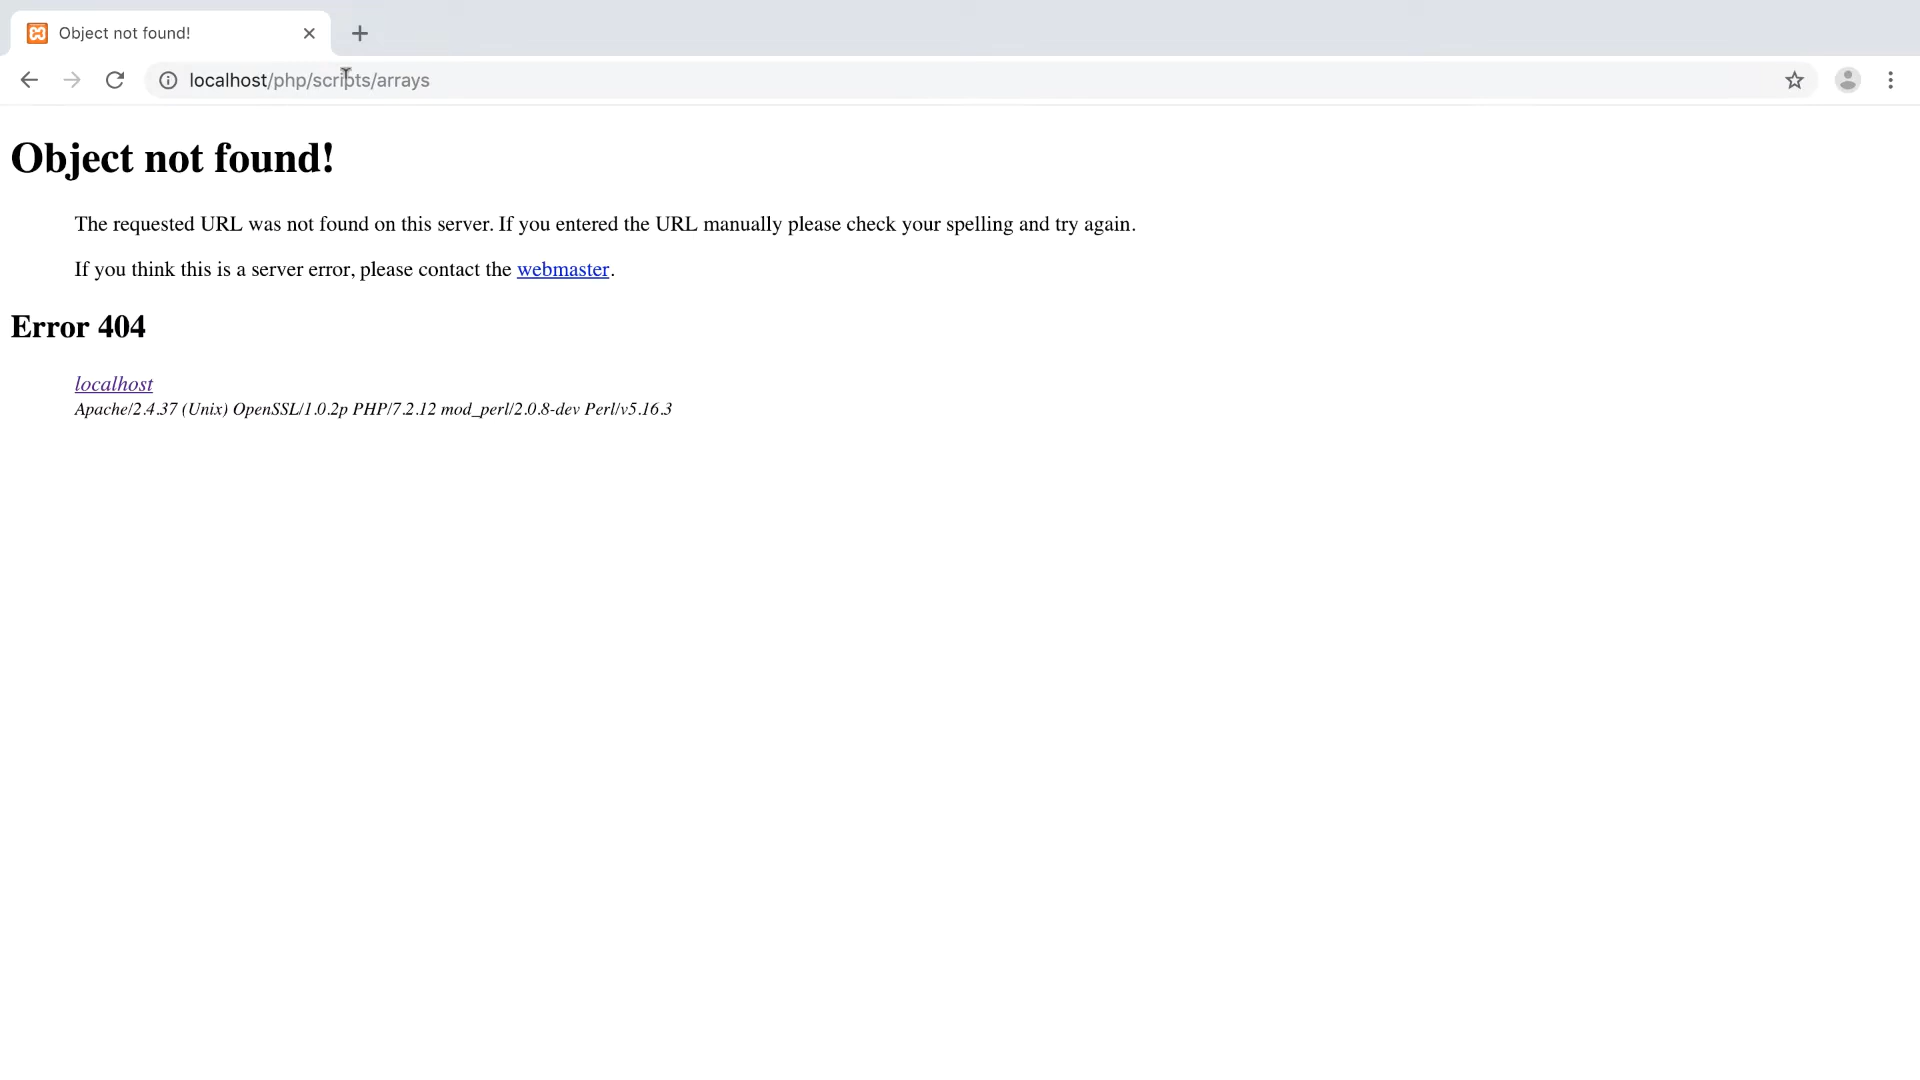 Object not found!
localhost/php/scripts/arrays
Object not found!
The requested URL was not found on this server. If you entered the URL manually please check your spelling and try again.
If you think this is a server error, please contact the webmaster.
Error 404
localhost
Apache/2.4.37 (Unix) OpenSSL/1.0.2p PHP/7.2.12 mod_perl/2.0.8-dev Perl/v5.16.3